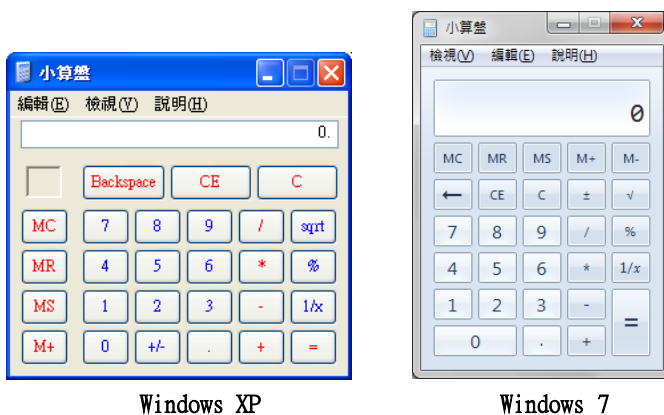 小算盤
編輯(E) 檢視(V) 說明(H)
0.
Backspace CE C
MC 7 8 9 / sqrt
MR 4 5 6 * %
MS 1 2 3 - 1/x
M+ 0 +/- . + =
Windows XP
小算盤
檢視(V) 編輯(E) 說明(H)
0
MC MR MS M+ M-
← CE C ± √
7 8 9 / %
4 5 6 * 1/x
1 2 3 - =
0 . +
Windows 7